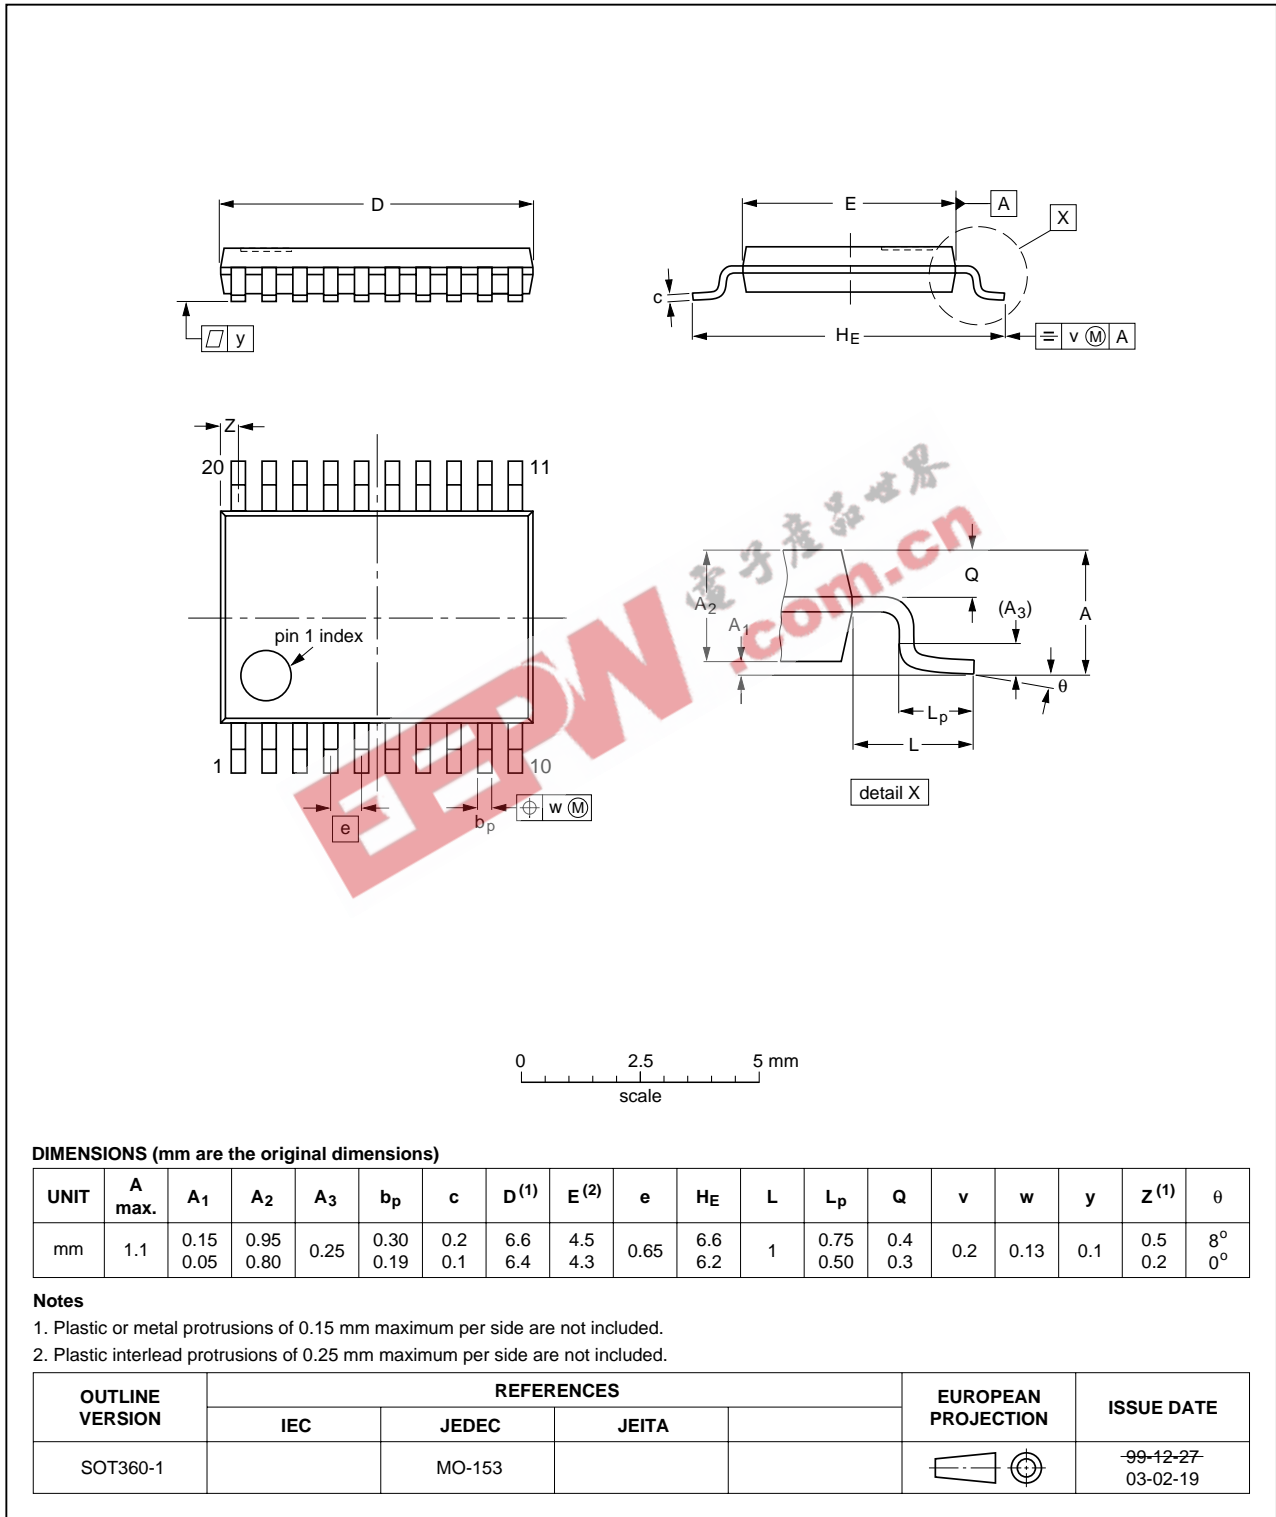 D
E
A
X
c
y
HE
v M A
Z
20
11
電子產品世界
.com.cn
EEPW
pin 1 index
1
10
e
bp
w M
A2
A1
Q
(A3)
A
θ
Lp
L
detail X
0 2.5 5 mm
scale
DIMENSIONS (mm are the original dimensions)
UNIT A max. A1 A2 A3 bp c D(1) E(2) e HE L Lp Q v w y Z(1) θ
mm 1.1 0.15 0.05 0.95 0.80 0.25 0.30 0.19 0.2 0.1 6.6 6.4 4.5 4.3 0.65 6.6 6.2 1 0.75 0.50 0.4 0.3 0.2 0.13 0.1 0.5 0.2 8° 0°
Notes
1. Plastic or metal protrusions of 0.15 mm maximum per side are not included.
2. Plastic interlead protrusions of 0.25 mm maximum per side are not included.
OUTLINE VERSION REFERENCES EUROPEAN PROJECTION ISSUE DATE
IEC JEDEC JEITA
SOT360-1 MO-153 99-12-27
03-02-19